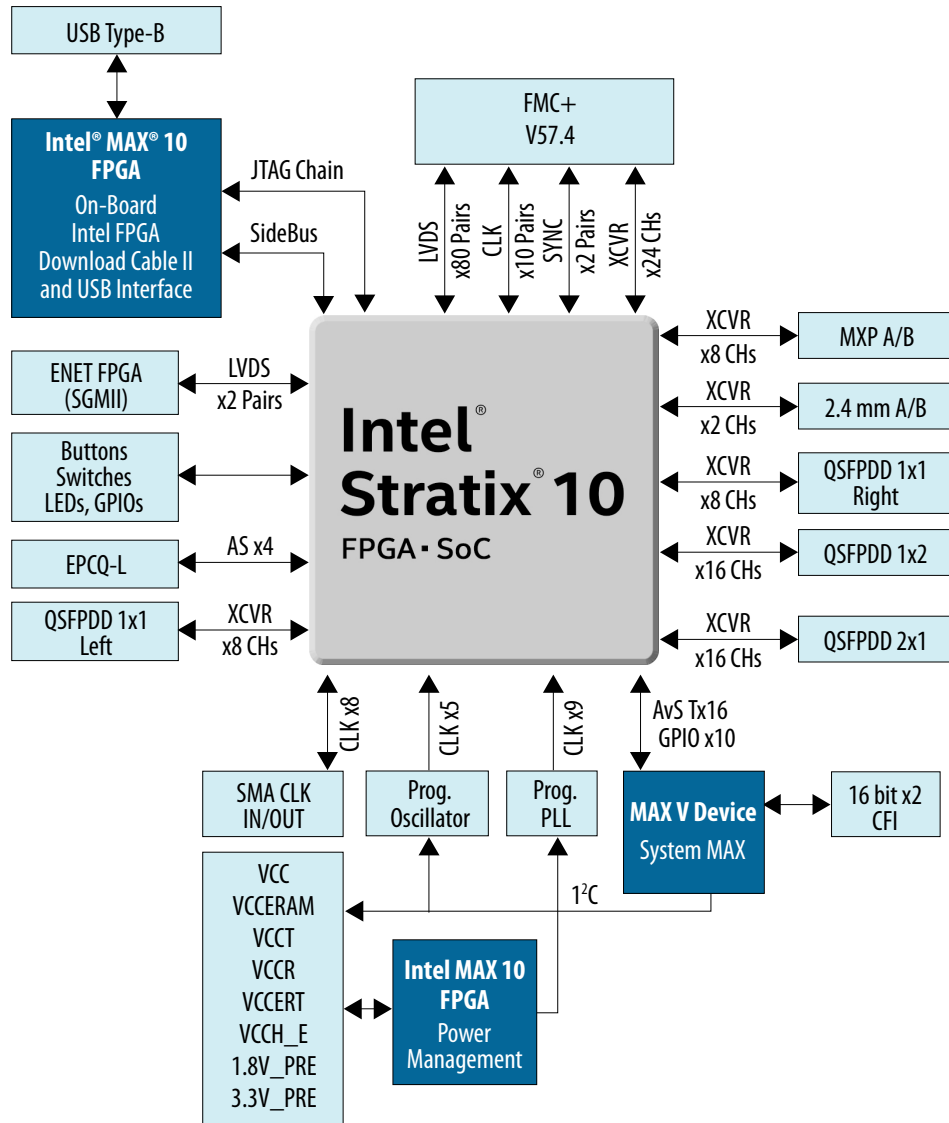 USB Type-B
Intel® MAX® 10
FPGA
On-Board
Intel FPGA
Download Cable II
and USB Interface
JTAG Chain
SideBus
FMC+
V57.4
LVDS
x80 Pairs
CLK
x10 Pairs
SYNC
x2 Pairs
XCVR
x24 CHs
ENET FPGA
(SGMII)
LVDS
x2 Pairs
Buttons
Switches
LEDs, GPIOs
EPCQ-L
AS x4
QSFPDD 1x1
Left
XCVR
x8 CHs
Intel®
Stratix® 10
FPGA▪SoC
XCVR
x8 CHs
MXP A/B
XCVR
x2 CHs
2.4 mm A/B
XCVR
x8 CHs
QSFPDD 1x1
Right
XCVR
x16 CHs
QSFPDD 1x2
XCVR
x16 CHs
QSFPDD 2x1
CLK x8
CLK x5
CLK x9
AvS Tx16
GPIO x10
SMA CLK
IN/OUT
Prog.
Oscillator
Prog.
PLL
MAX V Device
System MAX
16 bit x2
CFI
1²C
VCC
VCCERAM
VCCT
VCCR
VCCERT
VCCH_E
1.8V_PRE
3.3V_PRE
Intel MAX 10
FPGA
Power
Management